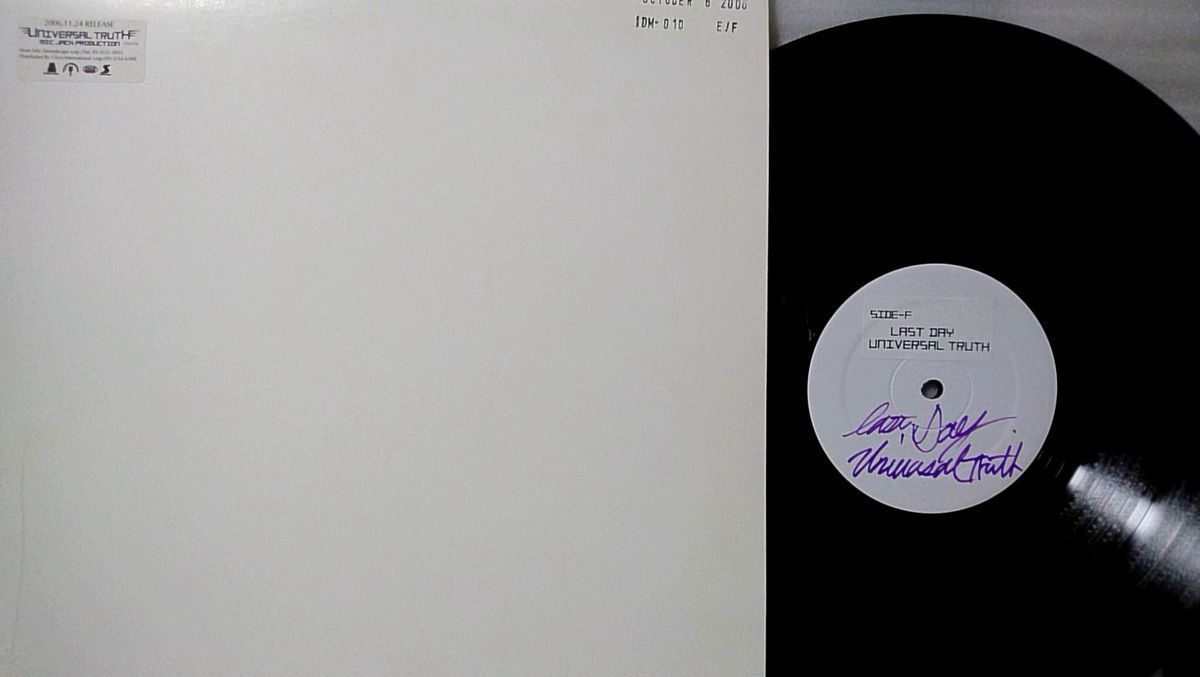 2006.11.24 RELEASE
UNIVERSAL TRUTH
MIC JACK PRODUCTION
OCTOBER 6 2006
IDM-010 E/F
SIDE-F
LAST DAY
UNIVERSAL TRUTH
Last Day
Universal Truth